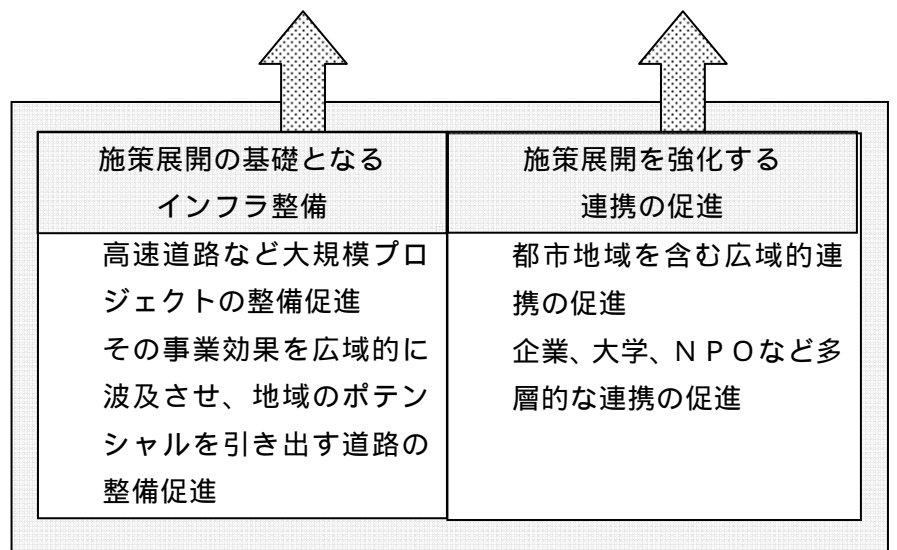 施策展開の基礎となる
インフラ整備
高速道路など大規模プロ
ジェクトの整備促進
その事業効果を広域的に
波及させ、地域のポテン
シャルを引き出す道路の
整備促進
施策展開を強化する
連携の促進
都市地域を含む広域的連
携の促進
企業、大学、ＮＰＯなど多
層的な連携の促進